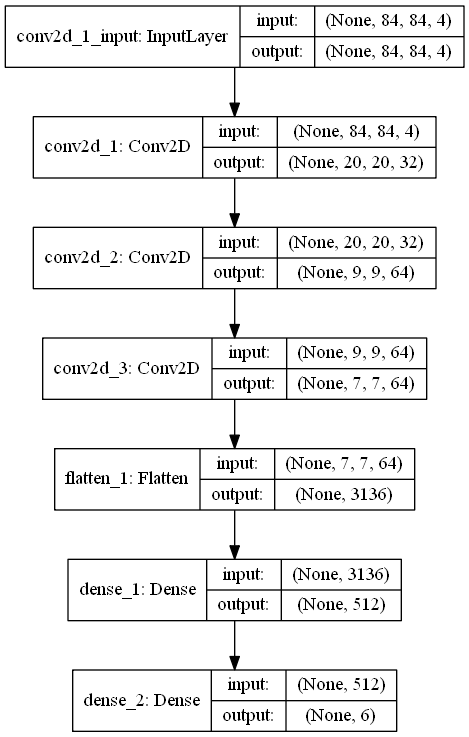 conv2d_1_input: InputLayer
input: (None, 84, 84, 4)
output: (None, 84, 84, 4)
conv2d_1: Conv2D
input: (None, 84, 84, 4)
output: (None, 20, 20, 32)
conv2d_2: Conv2D
input: (None, 20, 20, 32)
output: (None, 9, 9, 64)
conv2d_3: Conv2D
input: (None, 9, 9, 64)
output: (None, 7, 7, 64)
flatten_1: Flatten
input: (None, 7, 7, 64)
output: (None, 3136)
dense_1: Dense
input: (None, 3136)
output: (None, 512)
dense_2: Dense
input: (None, 512)
output: (None, 6)